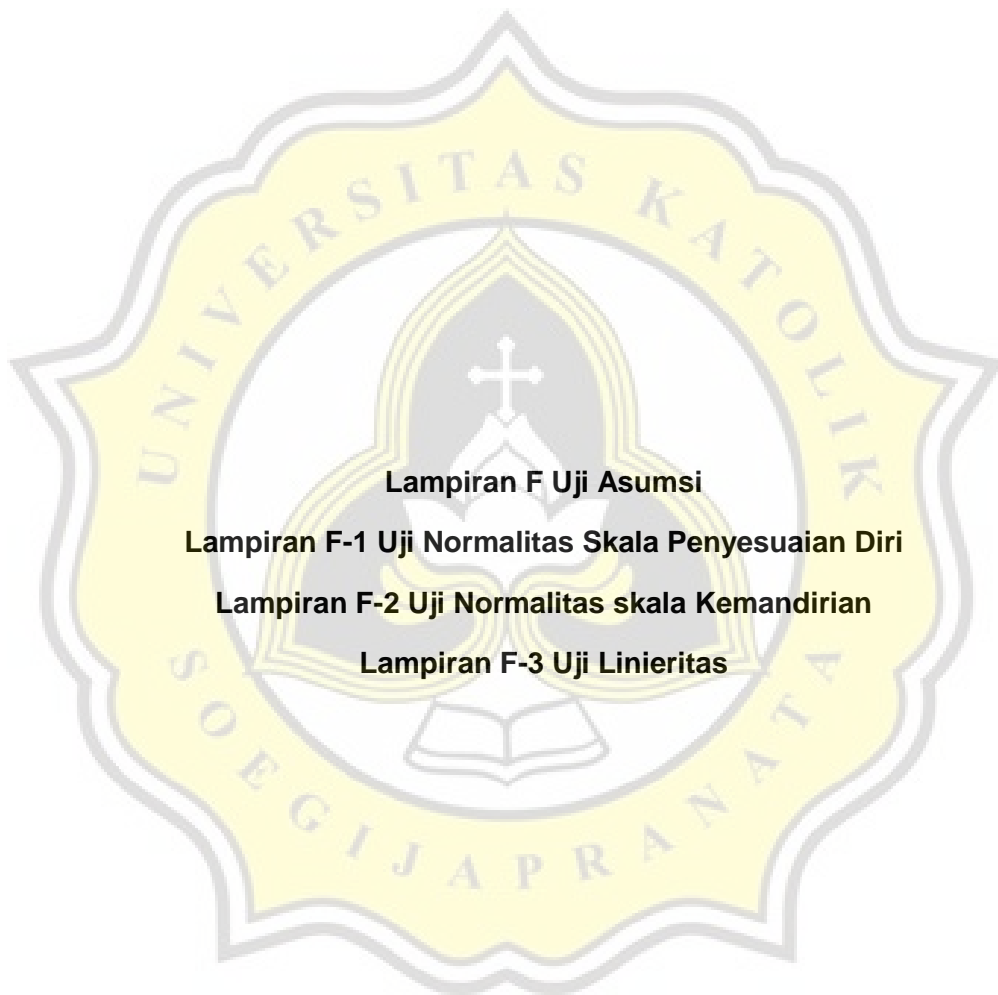 UNIVERSITAS KATOLIK
Lampiran F Uji Asumsi
Lampiran F-1 Uji Normalitas Skala Penyesuaian Diri
Lampiran F-2 Uji Normalitas skala Kemandirian
Lampiran F-3 Uji Linieritas
SOEGIJAPRANATA